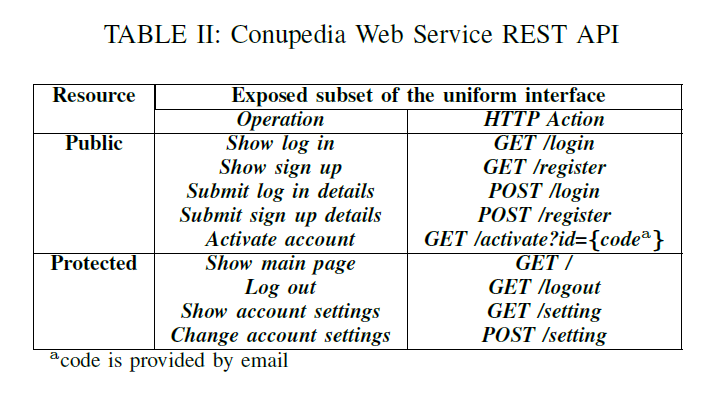 TABLE II: Conupedia Web Service REST API
Resource Exposed subset of the uniform interface
Operation HTTP Action
Public Show log in GET /login
Show sign up GET /register
Submit log in details POST /login
Submit sign up details POST /register
Activate account GET /activate?id={codeᵃ}
Protected Show main page GET /
Log out GET /logout
Show account settings GET /setting
Change account settings POST /setting
ᵃcode is provided by email